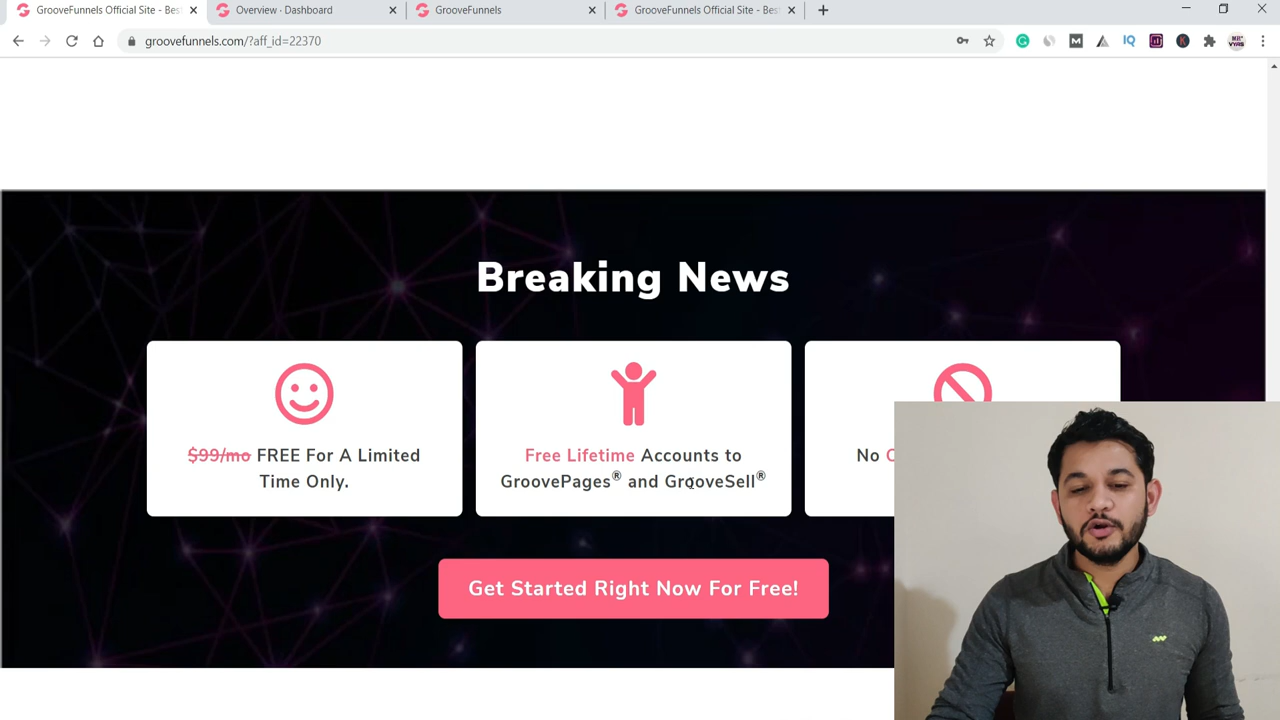 GrooveFunnels Official Site - Bes
Overview · Dashboard
GrooveFunnels
GrooveFunnels Official Site - Bes
groovefunnels.com/?aff_id=22370
Breaking News
$99/mo FREE For A Limited
Time Only.
Free Lifetime Accounts to
GroovePages® and GrooveSell®
No
Get Started Right Now For Free!